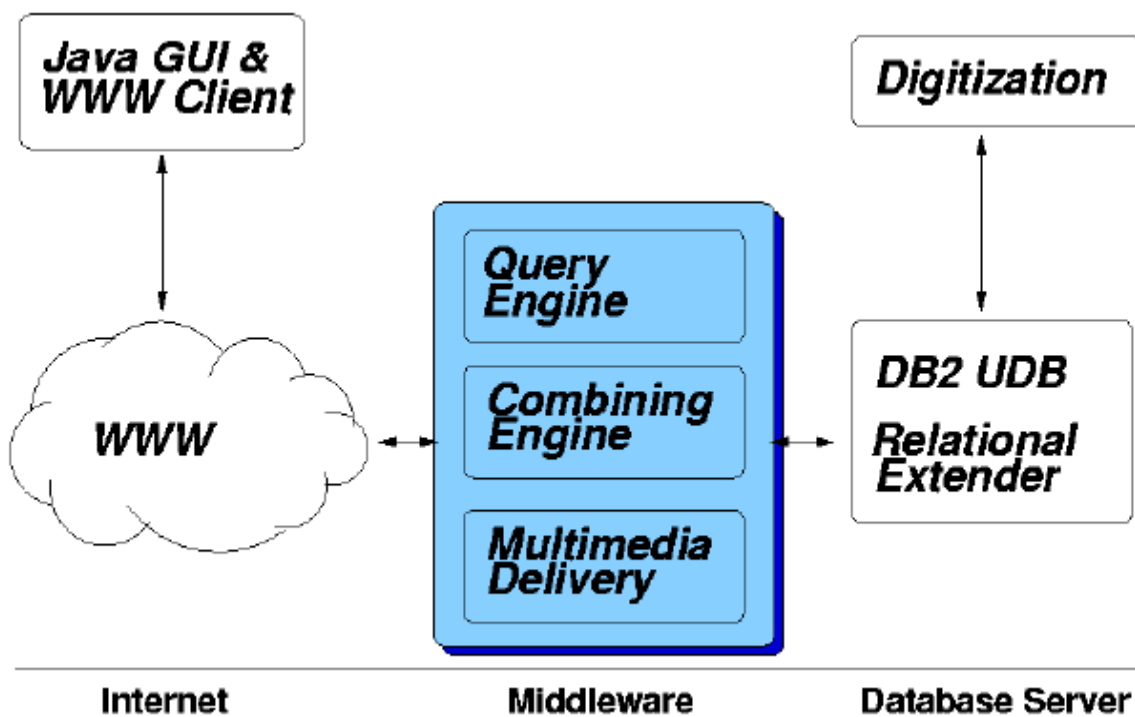 Java GUI &
WWW Client
Digitization
Query
Engine
Combining
Engine
Multimedia
Delivery
WWW
DB2 UDB
Relational
Extender
Internet
Middleware
Database Server